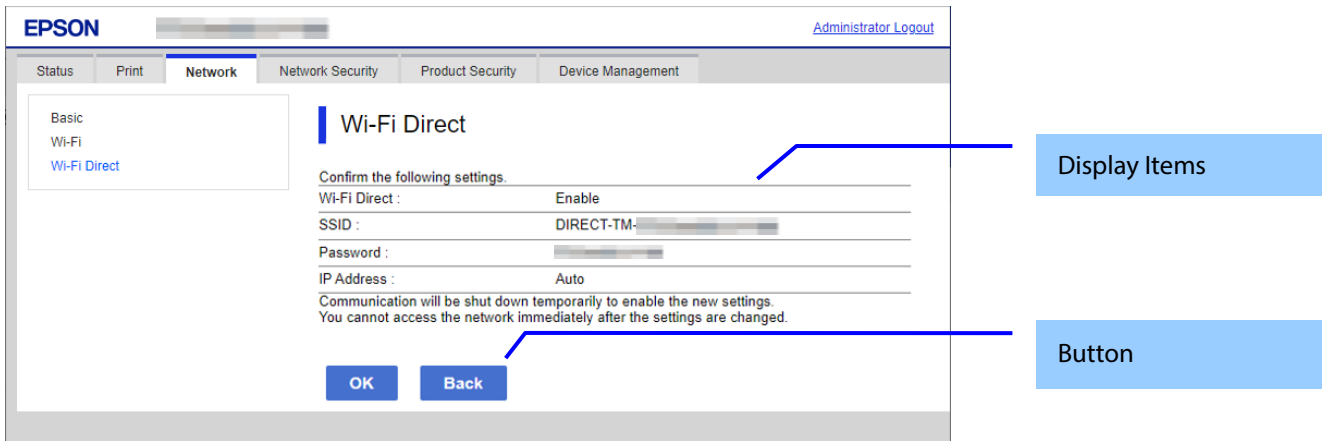 EPSON
Administrator Logout
Status Print Network Network Security Product Security Device Management
Basic
Wi-Fi
Wi-Fi Direct
Wi-Fi Direct
Confirm the following settings.
Wi-Fi Direct : Enable
SSID : DIRECT-TM-
Password :
IP Address : Auto
Communication will be shut down temporarily to enable the new settings.
You cannot access the network immediately after the settings are changed.
OK Back
Display Items
Button